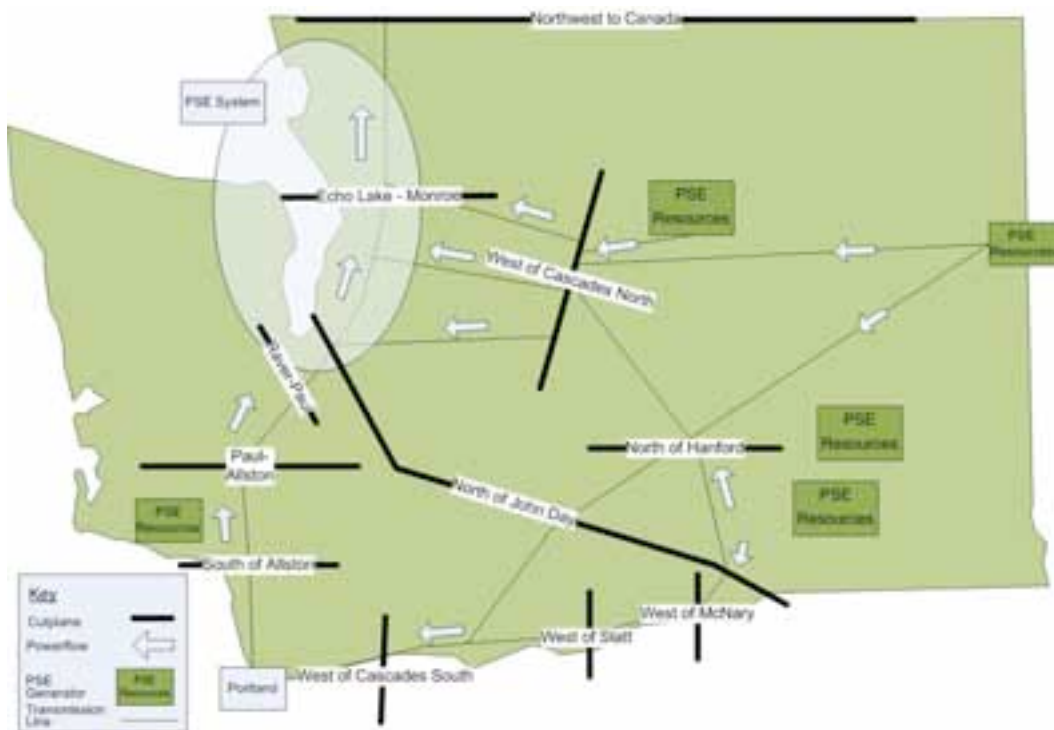 Northwest to Canada
PSE System
Echo Lake - Monroe
PSE
Resources
PSE
Resources
West of Cascades North
Raver-Paul
Paul-
Allston
North of Hanford
PSE
Resources
North of John Day
PSE
Resources
PSE
Resources
South of Allston
Key
Cutplane
Powerflow
PSE
Generator
PSE
Resources
Transmission
Line
Portland
West of Cascades South
West of Slatt
West of McNary